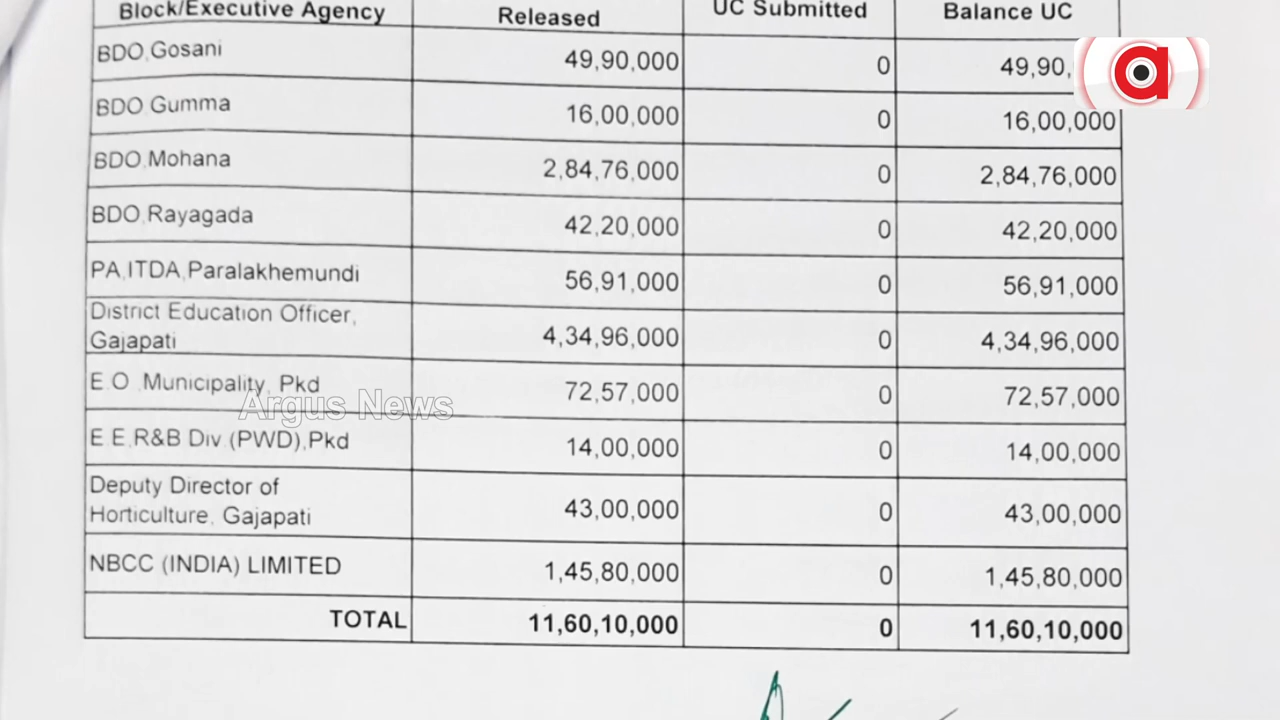 Block/Executive Agency Released UC Submitted Balance UC
BDO,Gosani 49,90,000 0 49,90,
BDO,Gumma 16,00,000 0 16,00,000
BDO,Mohana 2,84,76,000 0 2,84,76,000
BDO,Rayagada 42,20,000 0 42,20,000
PA,ITDA,Paralakhemundi 56,91,000 0 56,91,000
District Education Officer,
Gajapati 4,34,96,000 0 4,34,96,000
E.O.,Municipality, Pkd 72,57,000 0 72,57,000
Argus News
E.E,R&B Div.(PWD),Pkd 14,00,000 0 14,00,000
Deputy Director of
Horticulture, Gajapati 43,00,000 0 43,00,000
NBCC (INDIA) LIMITED 1,45,80,000 0 1,45,80,000
TOTAL 11,60,10,000 0 11,60,10,000
a